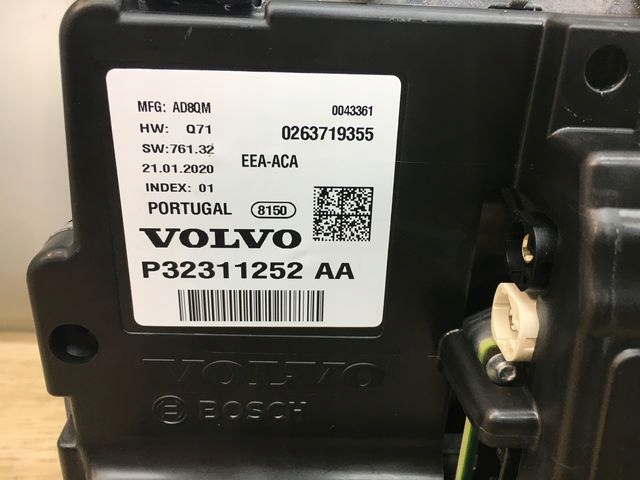 MFG: AD8QM 0043361
HW: Q71 0263719355
SW:761.32
21.01.2020 EEA-ACA
INDEX: 01
PORTUGAL 8150
VOLVO
P32311252 AA
VOLVO
BOSCH